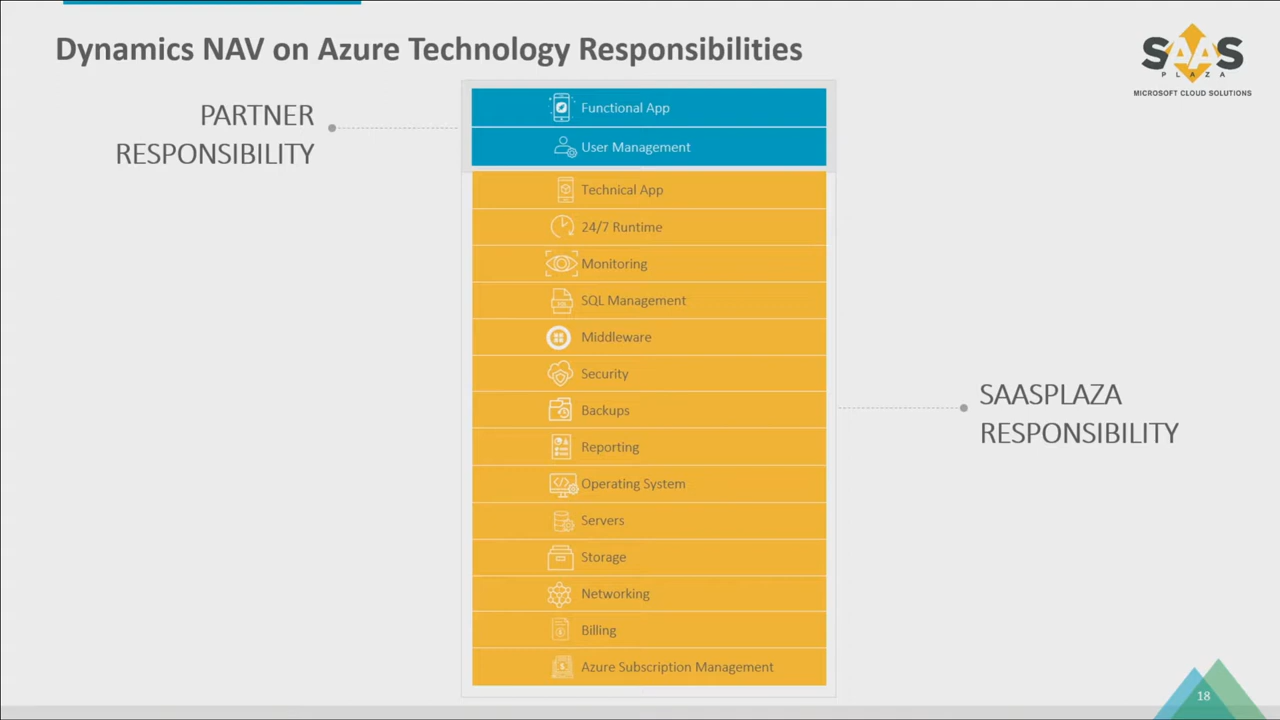 Dynamics NAV on Azure Technology Responsibilities
SAAS
PLAZA
MICROSOFT CLOUD SOLUTIONS
PARTNER
RESPONSIBILITY
Functional App
User Management
Technical App
24/7 Runtime
Monitoring
SQL Management
Middleware
Security
Backups
Reporting
Operating System
Servers
Storage
Networking
Billing
Azure Subscription Management
SAASPLAZA
RESPONSIBILITY
18